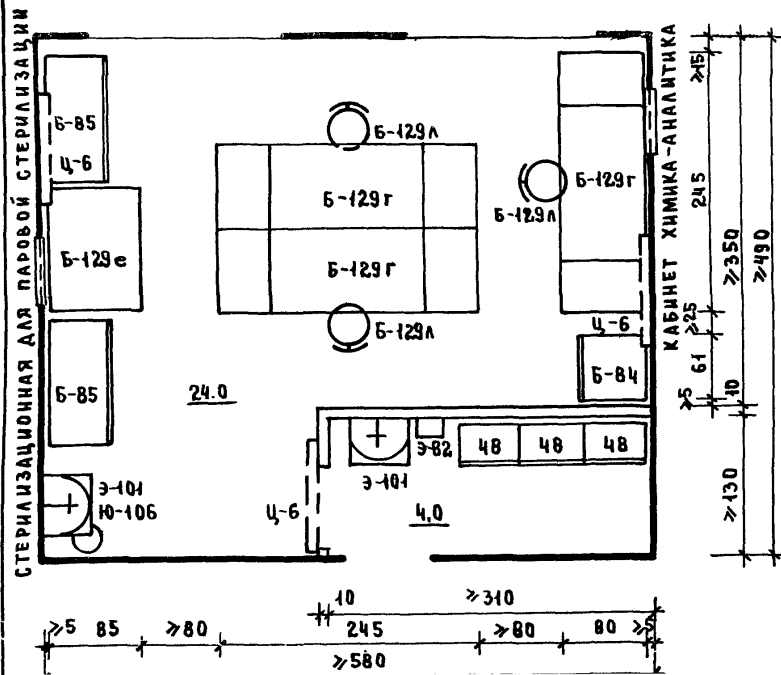 СТЕРИЛИЗАЦИОННАЯ ДЛЯ ПАРОВОЙ СТЕРИЛИЗАЦИИ
Б-85
Ц-6
Б-129е
Б-85
24.0
Э-101
Ю-106
Б-129л
Б-129г
Б-129г
Б-129л
Б-129г
Б-129л
Ц-6
Б-84
КАБИНЕТ ХИМИКА-АНАЛИТИКА
Э-82
48
48
48
Э-101
Ц-6
4.0
≥15
245
≥25
61
≥5
≥350
10
≥130
≥490
10
≥310
≥5
85
≥80
245
≥80
80
≥5
≥580